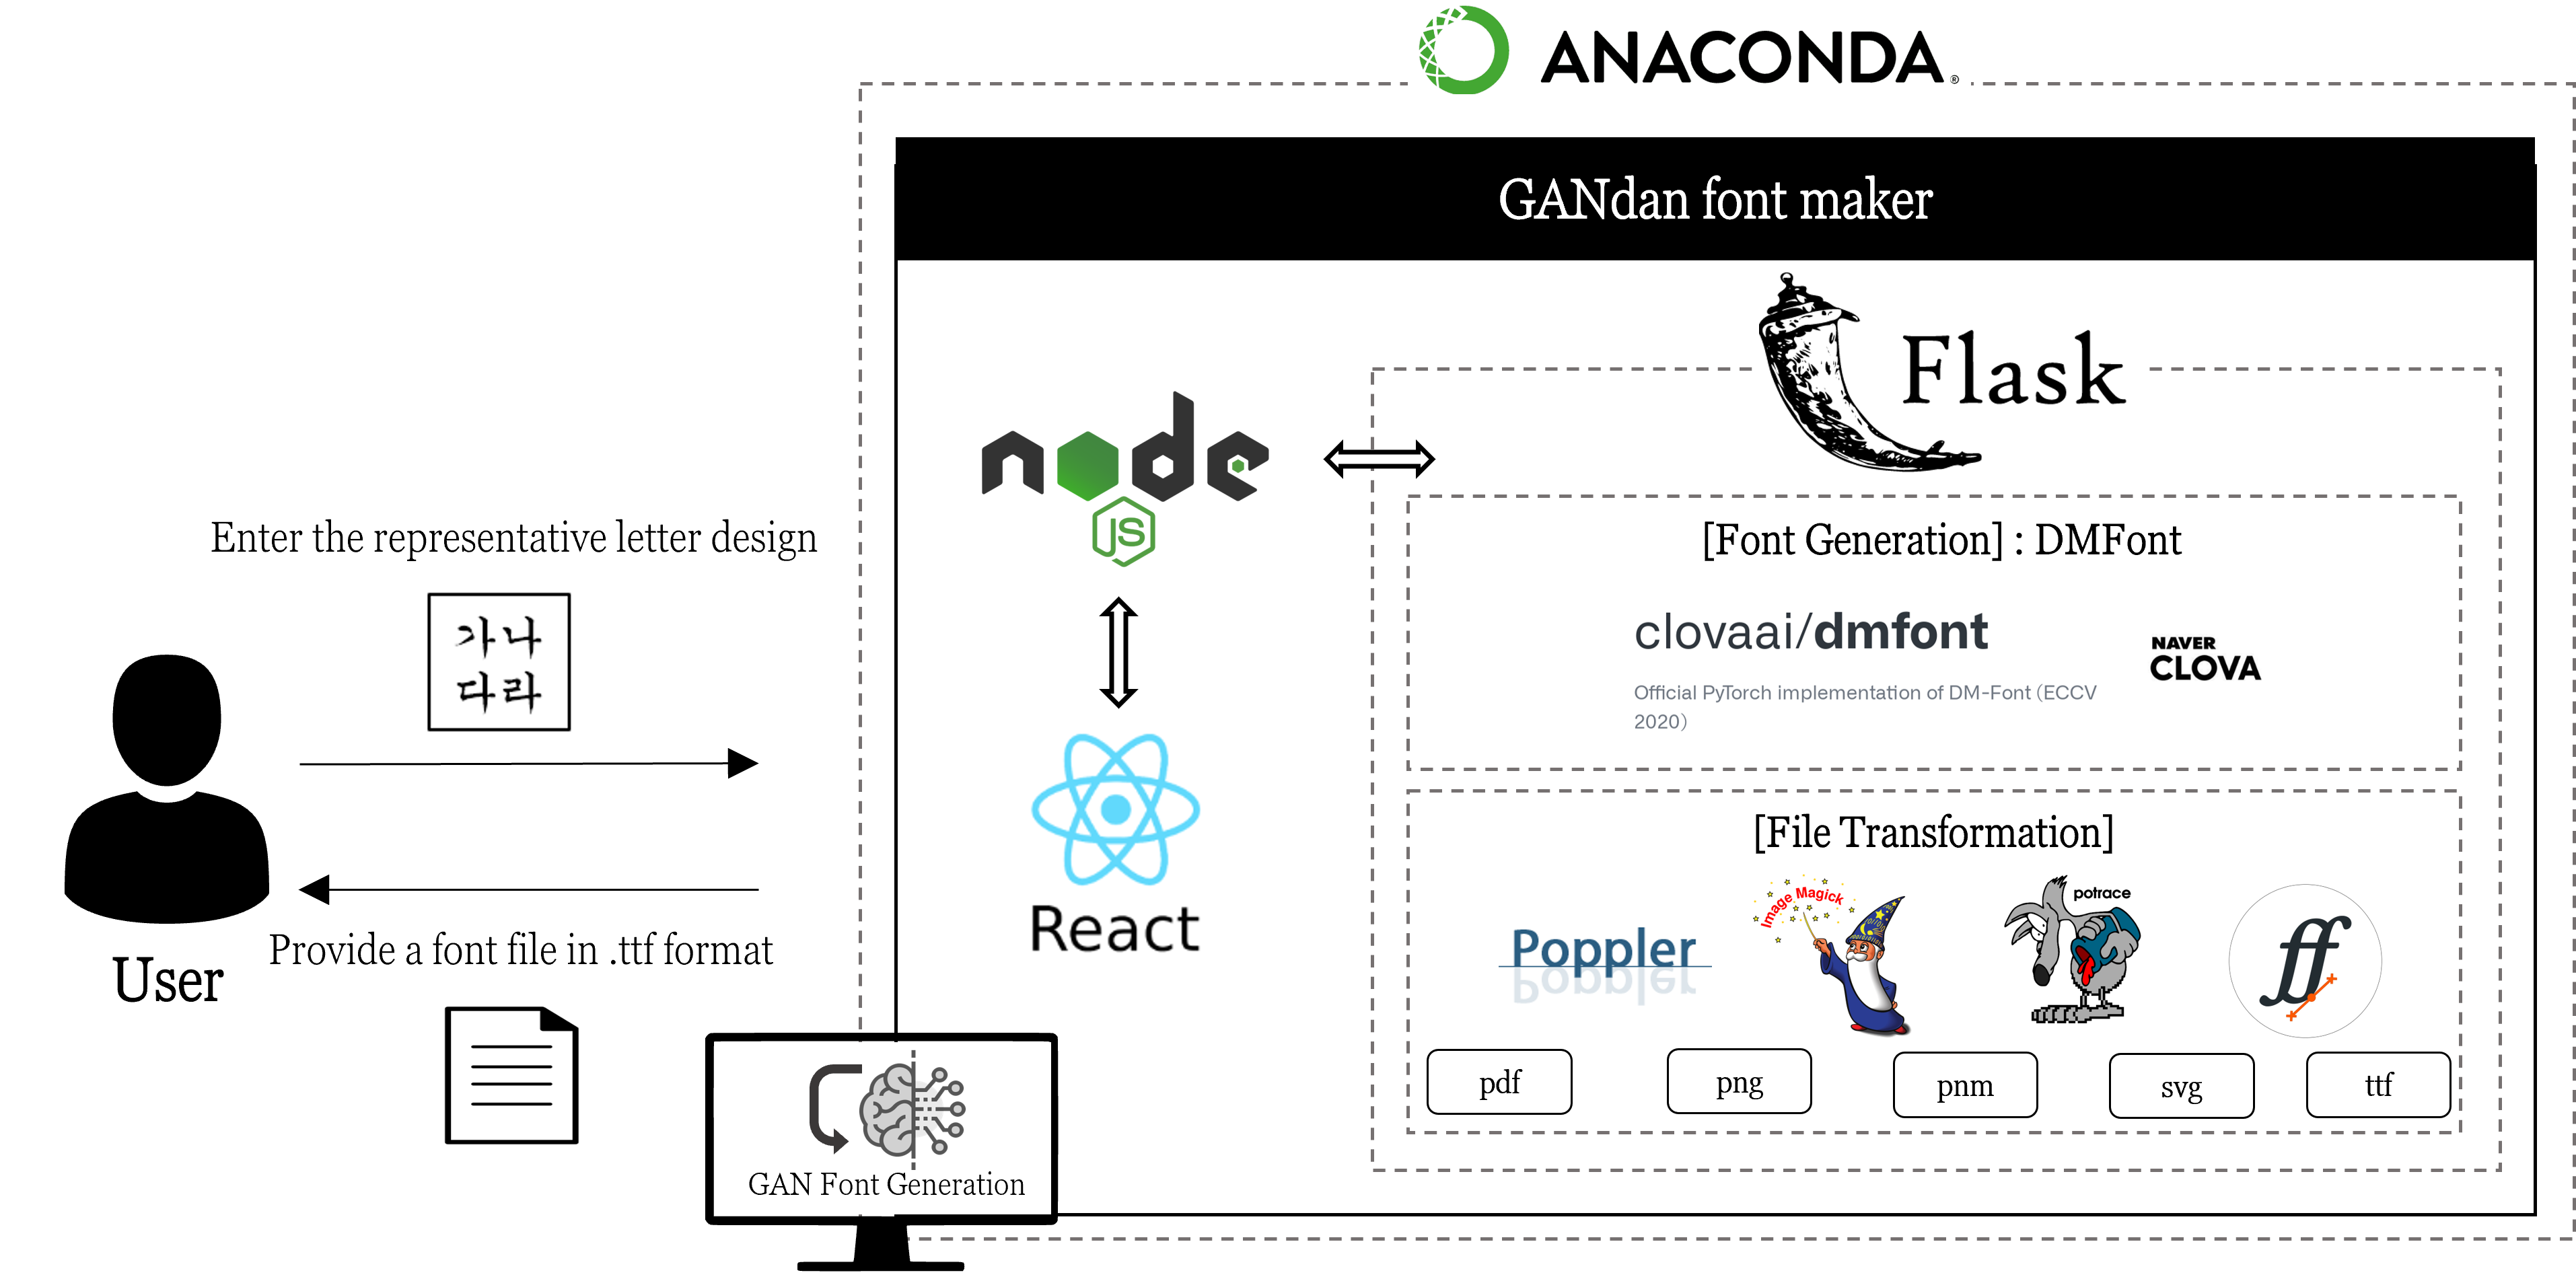 ANACONDA®
GANdan font maker
Flask
node
JS
Enter the representative letter design
[Font Generation] : DMFont
가나
다라
clovaai/dmfont
NAVER
CLOVA
Official PyTorch implementation of DM-Font (ECCV
2020)
[File Transformation]
Image Magick
potrace
React
Poppler
ff
Provide a font file in .ttf format
User
pdf
png
pnm
svg
ttf
GAN Font Generation